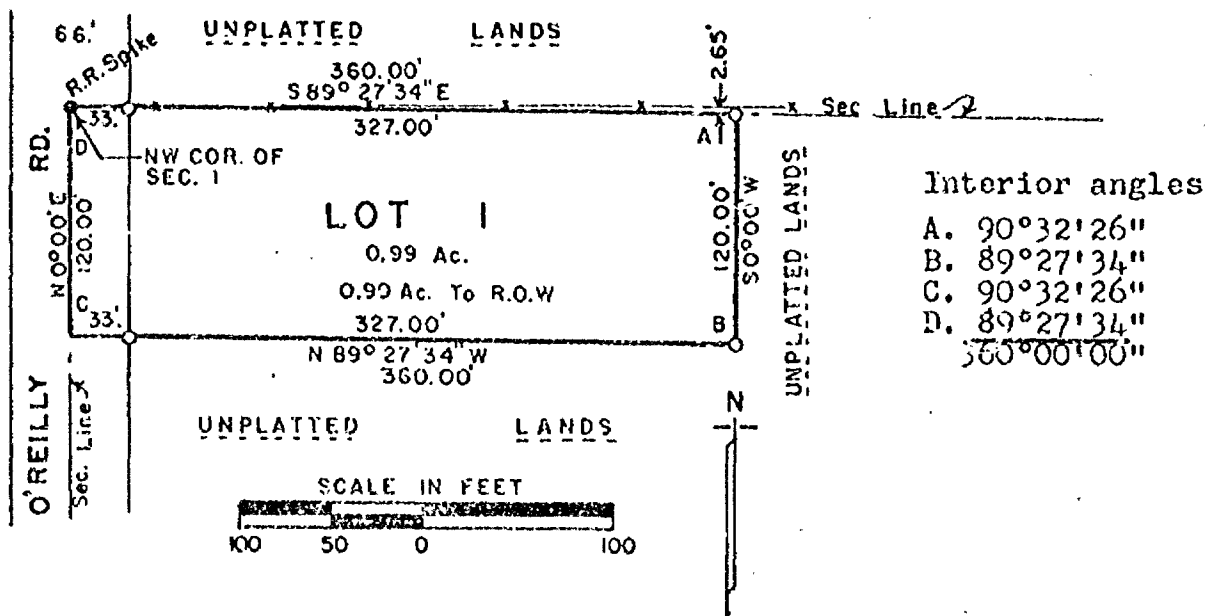 66.'
UNPLATTED LANDS
R.R. Spike
360.00'
S 89° 27'34" E
2.65'
33.'
327.00'
A
Sec Line
D
NW COR. OF
SEC. 1
LOT 1
0.99 Ac.
0.90 Ac. To R.O.W
N 0°00' E
120.00'
120.00'
S 0°00' W
UNPLATTED LANDS
C
33.'
327.00'
B
N 89° 27'34" W
360.00'
O'REILLY RD.
Sec. Line
UNPLATTED LANDS
N
SCALE IN FEET
100 50 0 100
Interior angles
A. 90°32'26"
B. 89°27'34"
C. 90°32'26"
D. 89°27'34"
360°00'00"